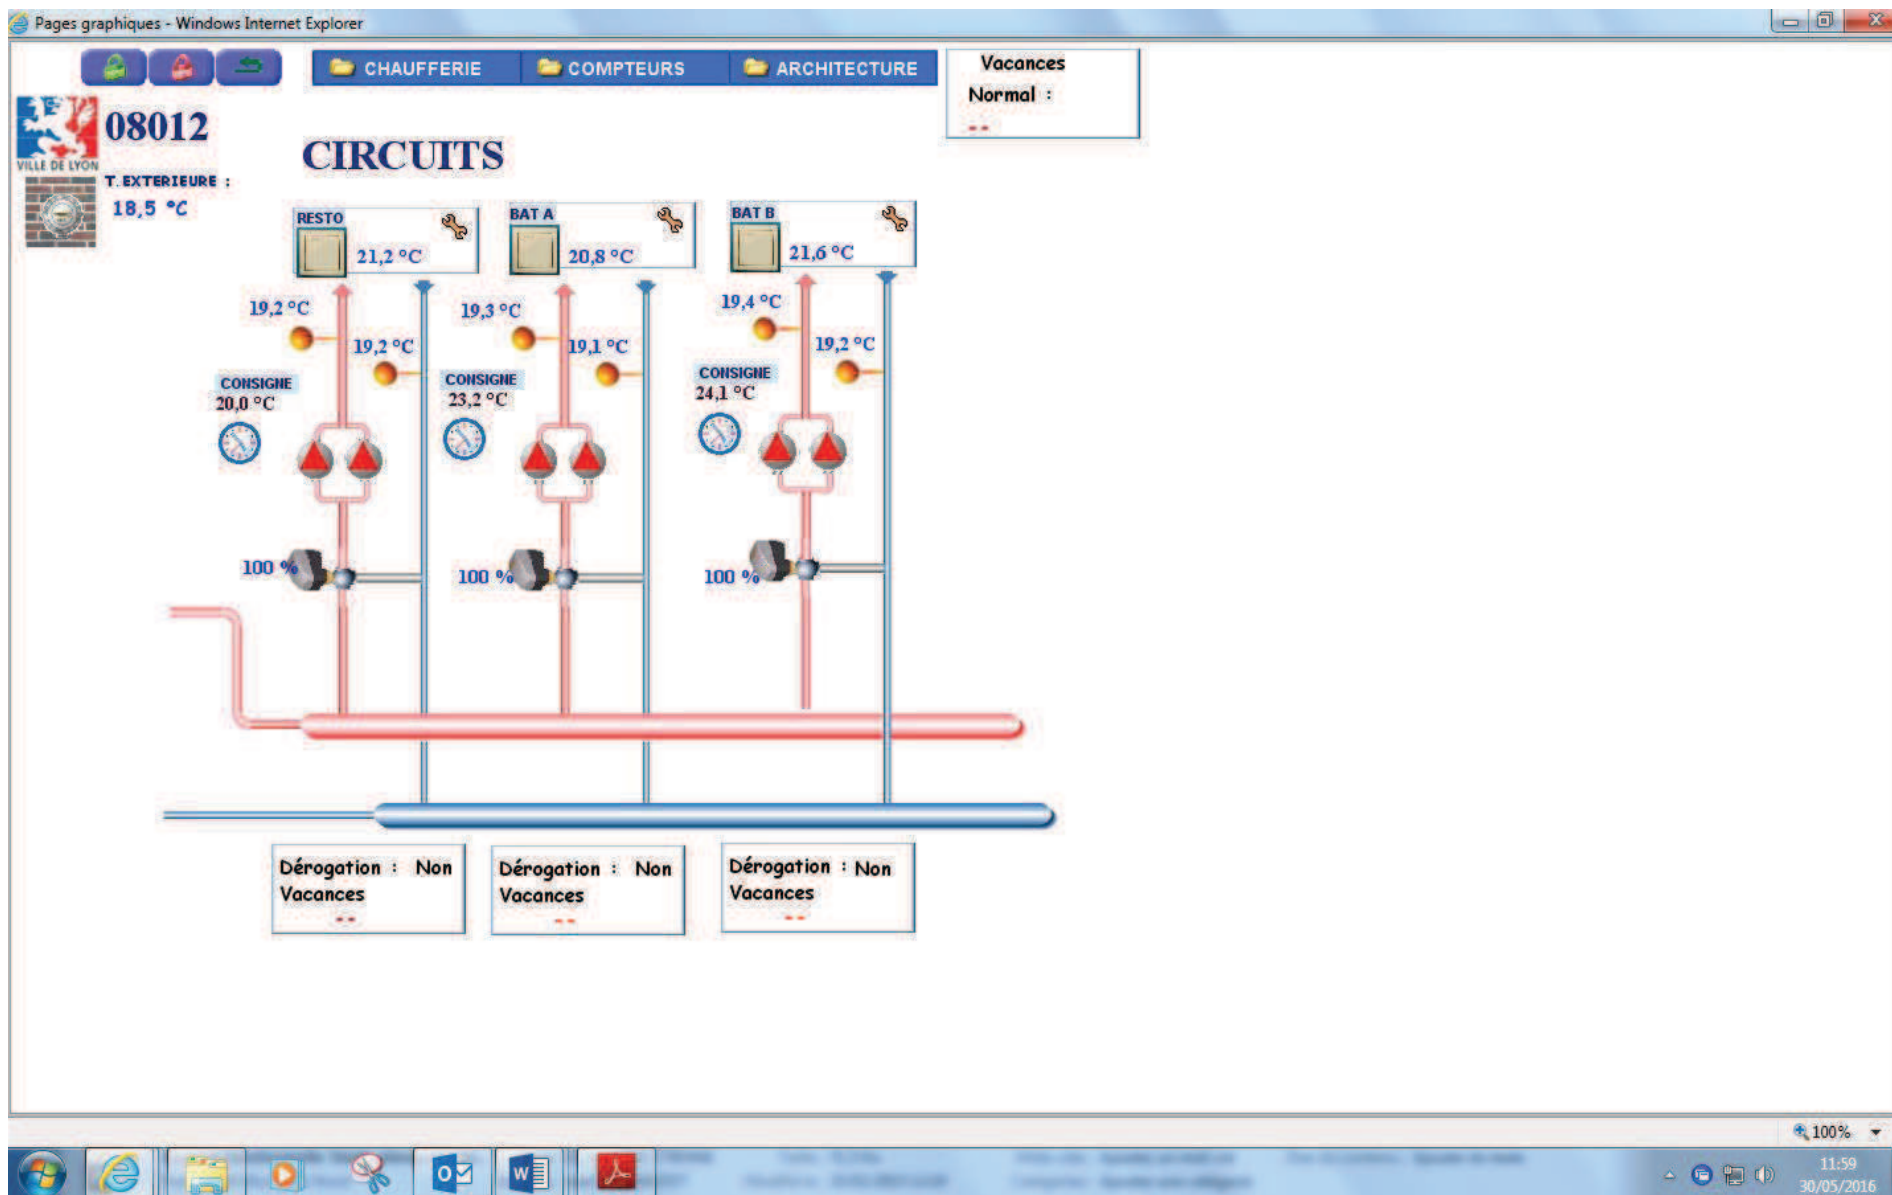 Pages graphiques - Windows Internet Explorer
CHAUFFERIE
COMPTEURS
ARCHITECTURE
Vacances
Normal :
--
VILLE DE LYON
08012
T.EXTERIEURE :
18,5 °C
CIRCUITS
RESTO
21,2 °C
BAT A
20,8 °C
BAT B
21,6 °C
19,2 °C
19,3 °C
19,4 °C
19,2 °C
19,1 °C
19,2 °C
CONSIGNE
20,0 °C
CONSIGNE
23,2 °C
CONSIGNE
24,1 °C
100 %
100 %
100 %
Dérogation : Non
Vacances
--
Dérogation : Non
Vacances
--
Dérogation : Non
Vacances
--
100%
11:59
30/05/2016